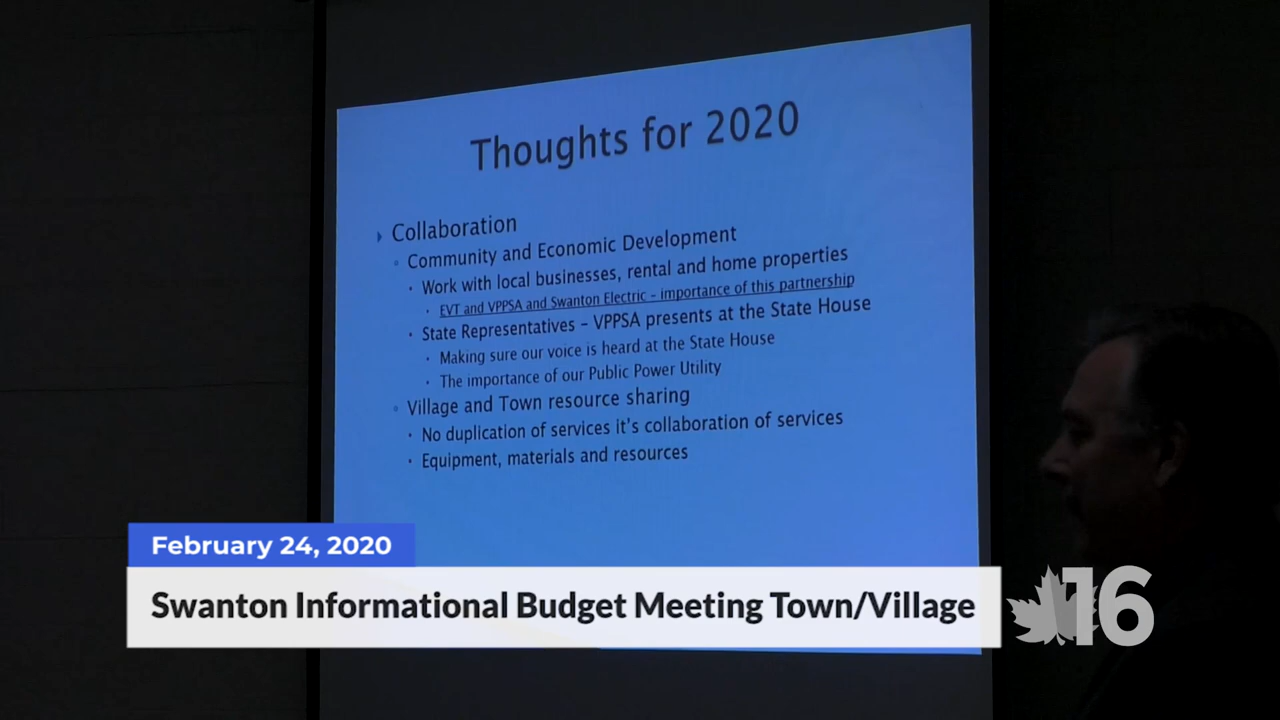 Thoughts for 2020
Collaboration
Community and Economic Development
Work with local businesses, rental and home properties
EVT and VPPSA and Swanton Electric – importance of this partnership
State Representatives – VPPSA presents at the State House
Making sure our voice is heard at the State House
The importance of our Public Power Utility
Village and Town resource sharing
No duplication of services it's collaboration of services
Equipment, materials and resources
February 24, 2020
Swanton Informational Budget Meeting Town/Village
16